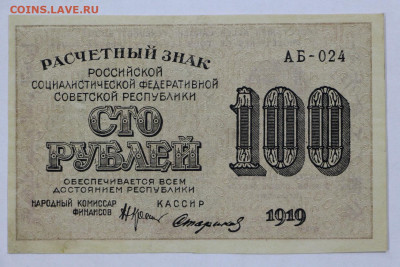 COINS.LAVE.RU
РАСЧЕТНЫЙ ЗНАК
АБ-024
РОССИЙСКОЙ
СОЦИАЛИСТИЧЕСКОЙ ФЕДЕРАТИВНОЙ
СОВЕТСКОЙ РЕСПУБЛИКИ
СТО
РУБЛЕЙ
100
ОБЕСПЕЧИВАЕТСЯ ВСЕМ
ДОСТОЯНИЕМ РЕСПУБЛИКИ
НАРОДНЫЙ КОМИССАР
ФИНАНСОВ
КАССИР
1919